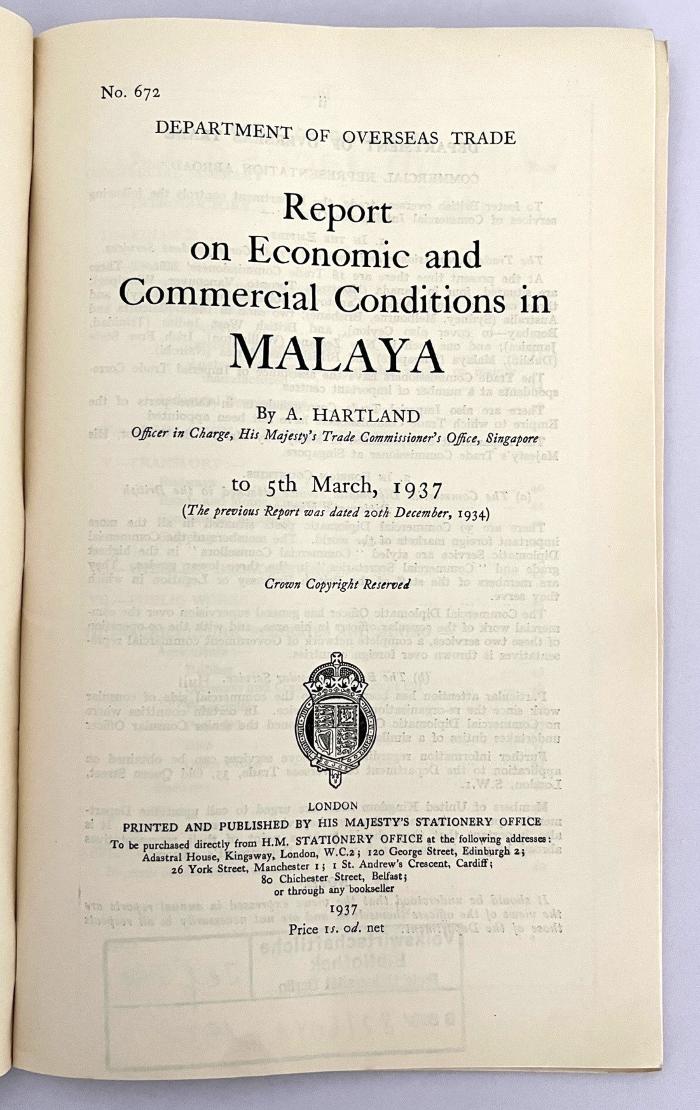 No. 672
DEPARTMENT OF OVERSEAS TRADE
Report
on Economic and
Commercial Conditions in
MALAYA
By A. HARTLAND
Officer in Charge, His Majesty's Trade Commissioner's Office, Singapore
to 5th March, 1937
(The previous Report was dated 20th December, 1934)
Crown Copyright Reserved
LONDON
PRINTED AND PUBLISHED BY HIS MAJESTY'S STATIONERY OFFICE
To be purchased directly from H.M. STATIONERY OFFICE at the following addresses:
Adastral House, Kingsway, London, W.C.2; 120 George Street, Edinburgh 2;
26 York Street, Manchester 1; 1 St. Andrew's Crescent, Cardiff;
80 Chichester Street, Belfast;
or through any bookseller
1937
Price 1s. 0d. net